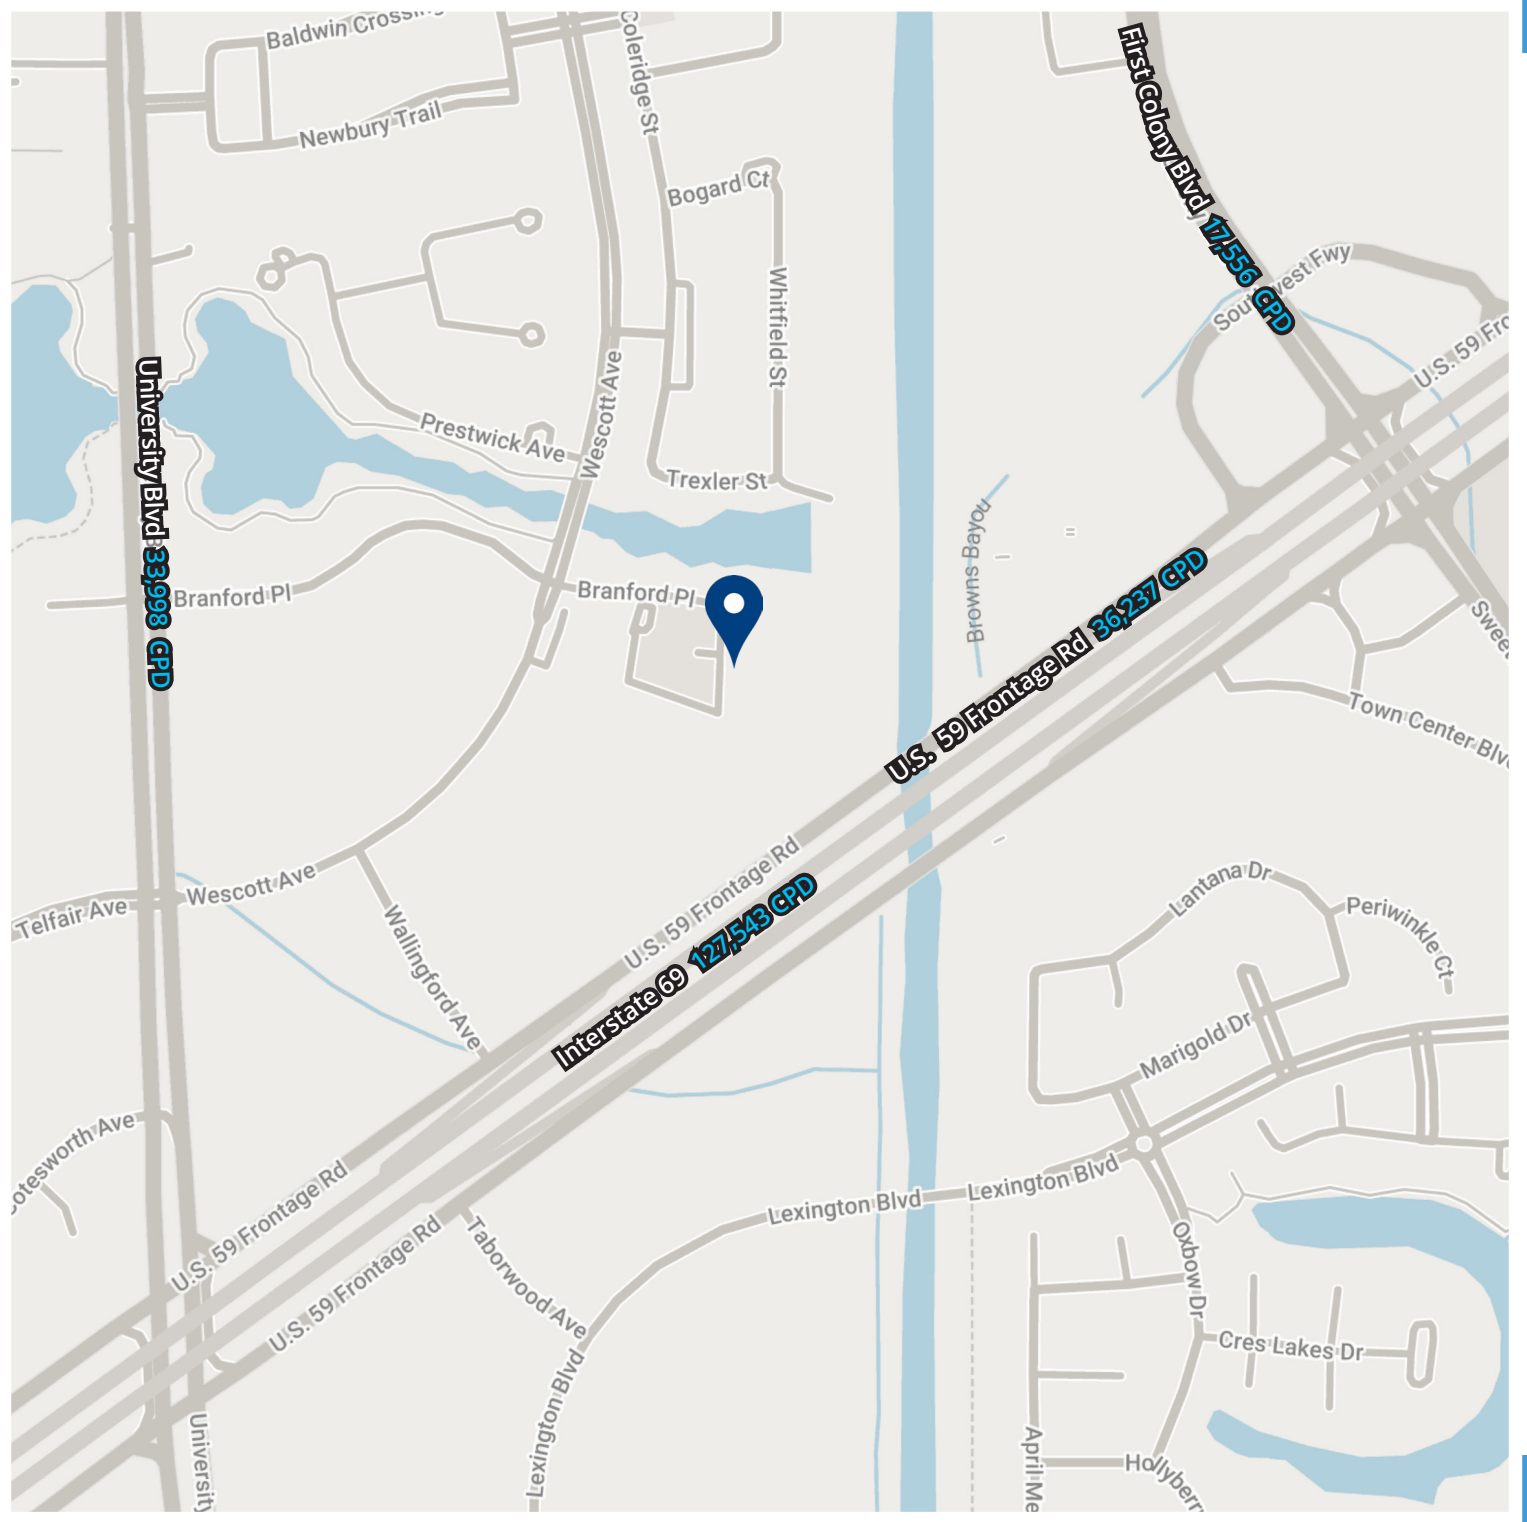 Baldwin Crossing
Coleridge St
First Colony Blvd 17,556 CPD
Newbury Trail
Bogard Ct
Southwest Fwy
Whitfield St
U.S. 59 Fro
Wescott Ave
University Blvd 33,998 CPD
Prestwick Ave
Trexler St
Browns Bayou
Branford Pl
Branford Pl
U.S. 59 Frontage Rd 36,237 CPD
Sweet
Town Center Blv
U.S. 59 Frontage Rd
Interstate 69 127,543 CPD
Wescott Ave
Telfair Ave
Wallingford Ave
Lantana Dr
Periwinkle Ct
Marigold Dr
otesworth Ave
U.S. 59 Frontage Rd
U.S. 59 Frontage Rd
Lexington Blvd
Lexington Blvd
Taborwood Ave
Oxbow Dr
Cres Lakes Dr
Lexington Blvd
University
April Me
Hollyberr